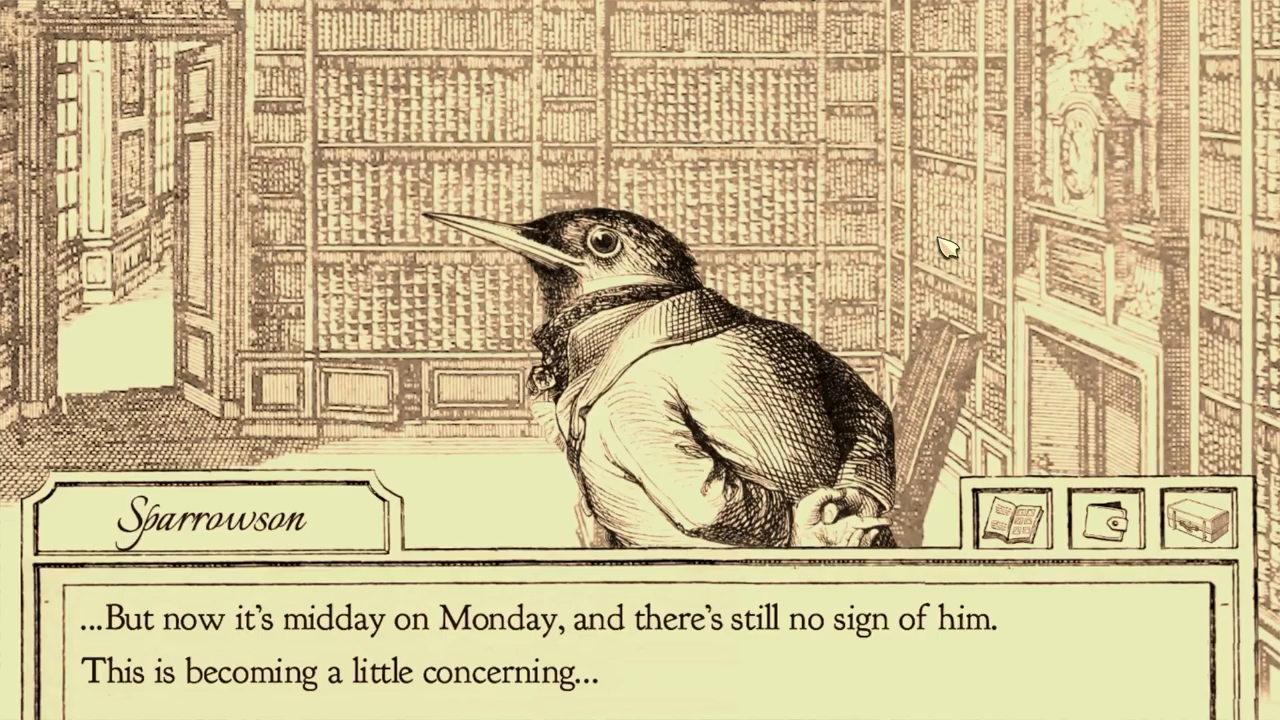 Sparrowson
...But now it's midday on Monday, and there's still no sign of him.
This is becoming a little concerning...